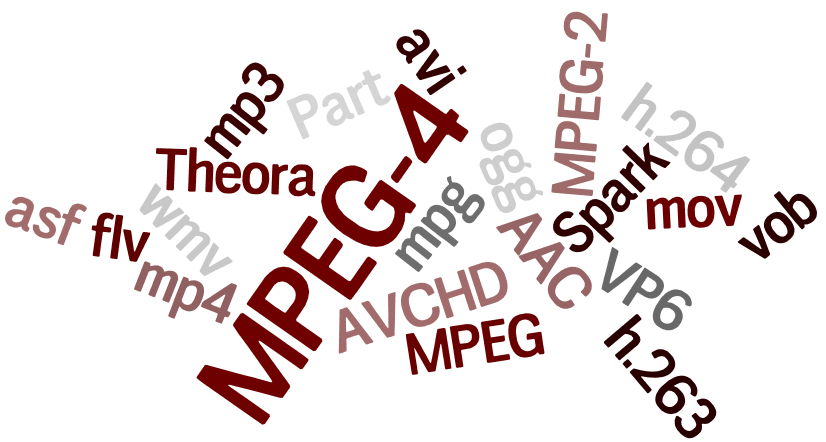 avi
MPEG-2
mp3
Part
h.264
MPEG-4
ogg
Theora
Spark
mpg
mov
vob
asf
flv
wmv
AAC
mp4
AVCHD
VP6
MPEG
h.263